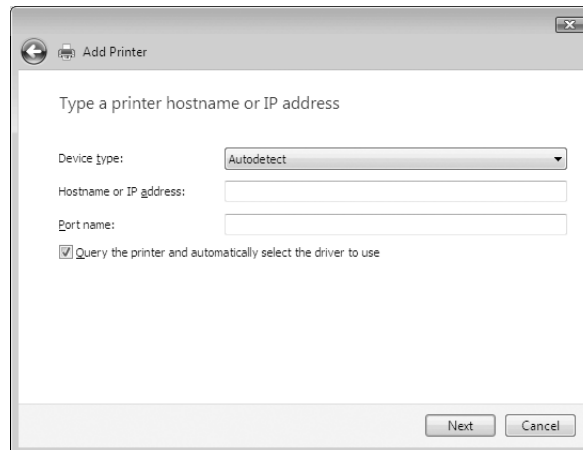 Add Printer
Type a printer hostname or IP address
Device type: Autodetect
Hostname or IP address:
Port name:
Query the printer and automatically select the driver to use
Next Cancel